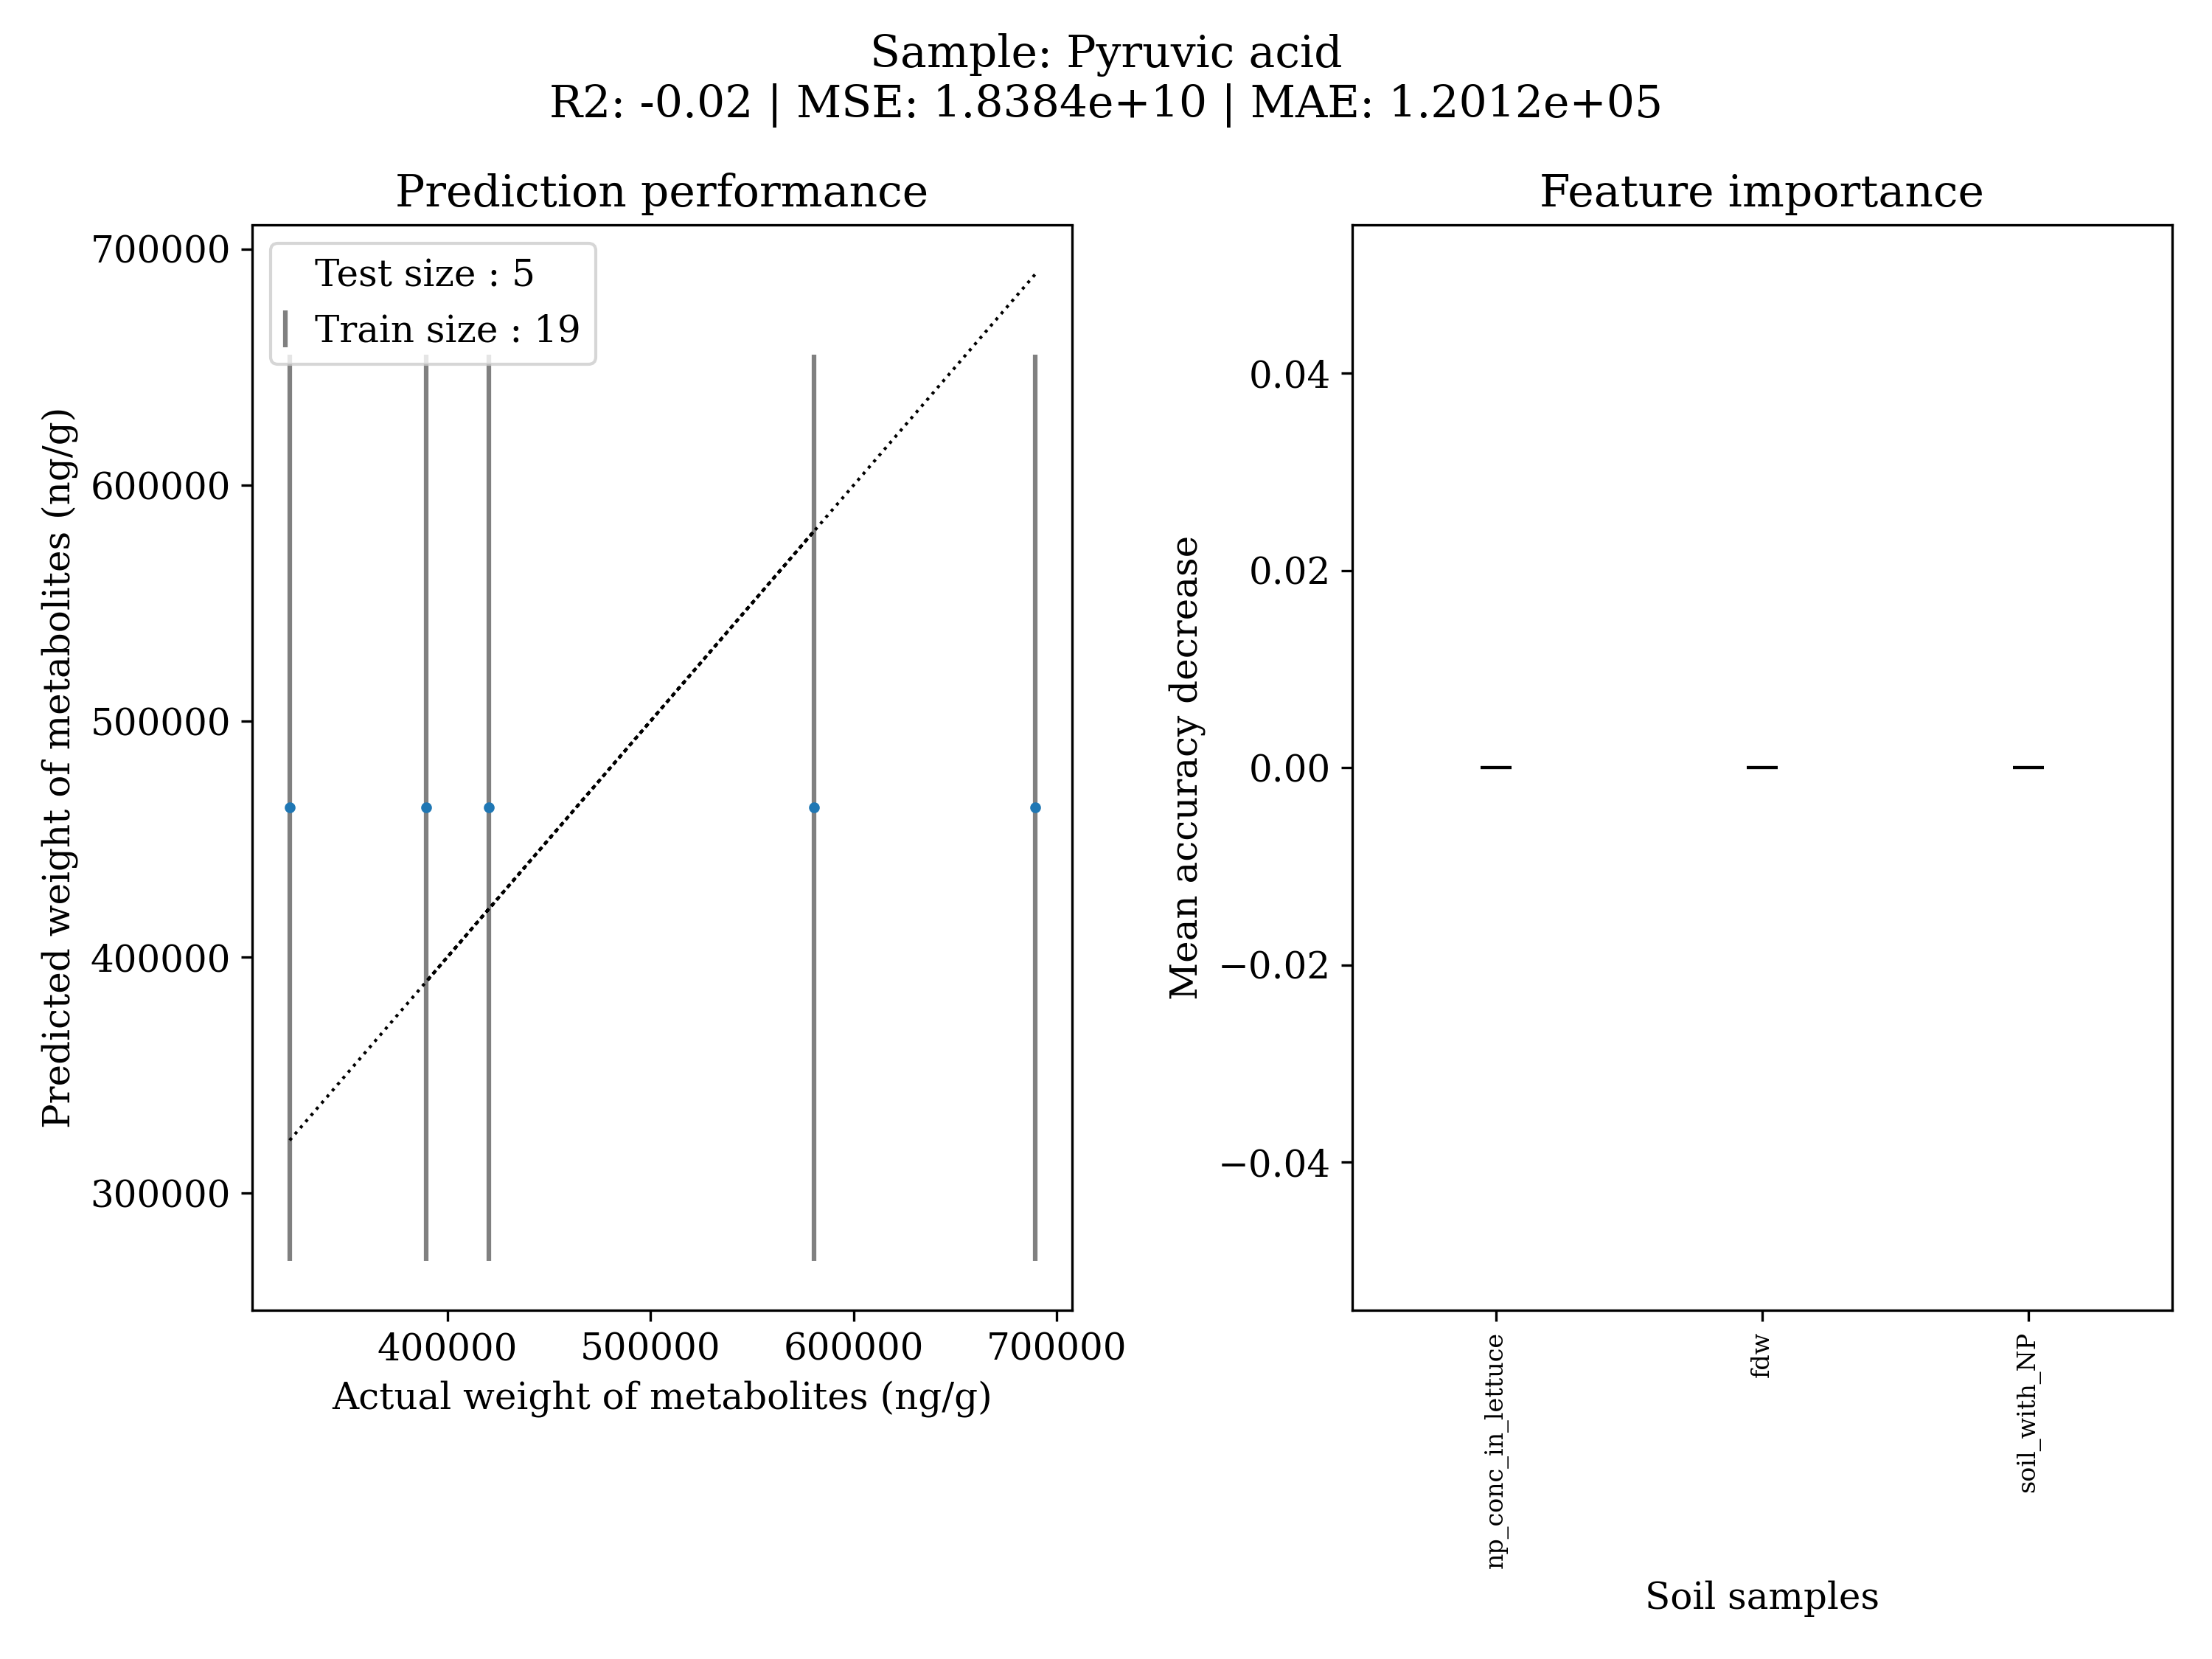 Sample: Pyruvic acid
R2: -0.02 | MSE: 1.8384e+10 | MAE: 1.2012e+05
Prediction performance
Test size : 5
Train size : 19
700000
600000
500000
400000
300000
Predicted weight of metabolites (ng/g)
400000 500000 600000 700000
Actual weight of metabolites (ng/g)
Feature importance
0.04
0.02
0.00
−0.02
−0.04
Mean accuracy decrease
np_conc_in_lettuce
fdw
soil_with_NP
Soil samples